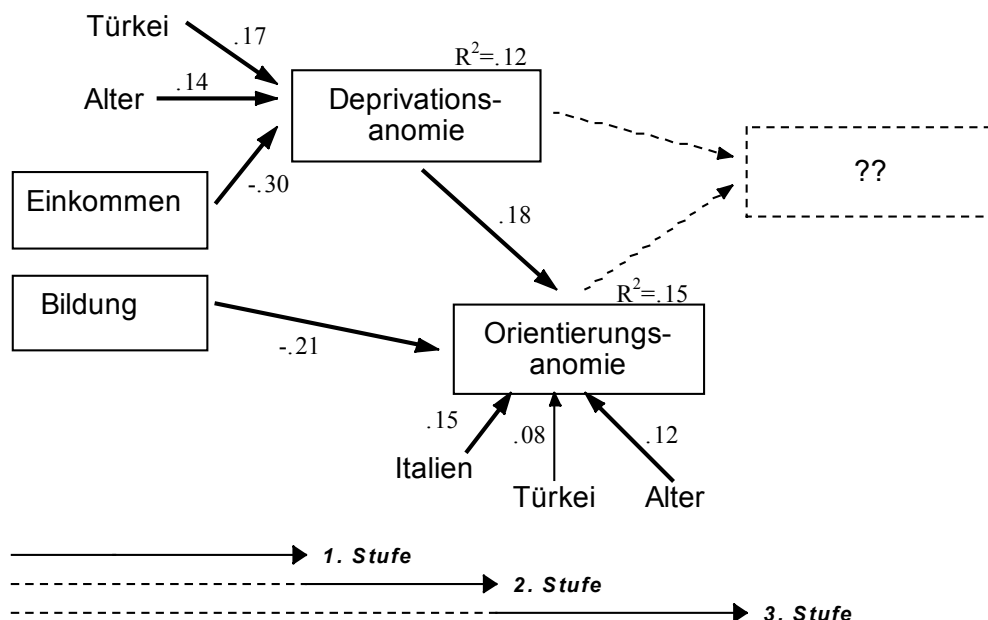 Türkei
.17
R²=.12
Alter
.14
Deprivations-
anomie
??
-.30
Einkommen
.18
Bildung
R²=.15
-.21
Orientierungs-
anomie
.15
.08
.12
Italien
Türkei
Alter
1. Stufe
2. Stufe
3. Stufe